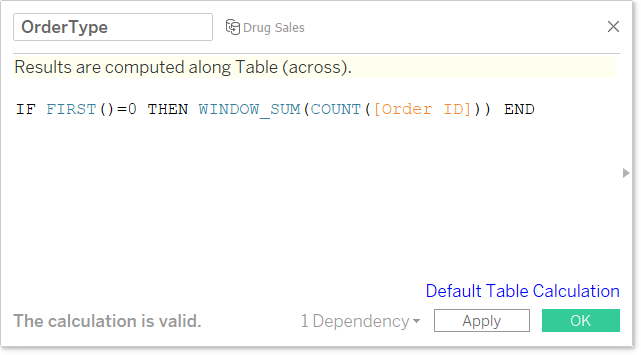 OrderType
Drug Sales
Results are computed along Table (across).
IF FIRST()=0 THEN WINDOW_SUM(COUNT([Order ID])) END
Default Table Calculation
The calculation is valid.
1 Dependency
Apply
OK